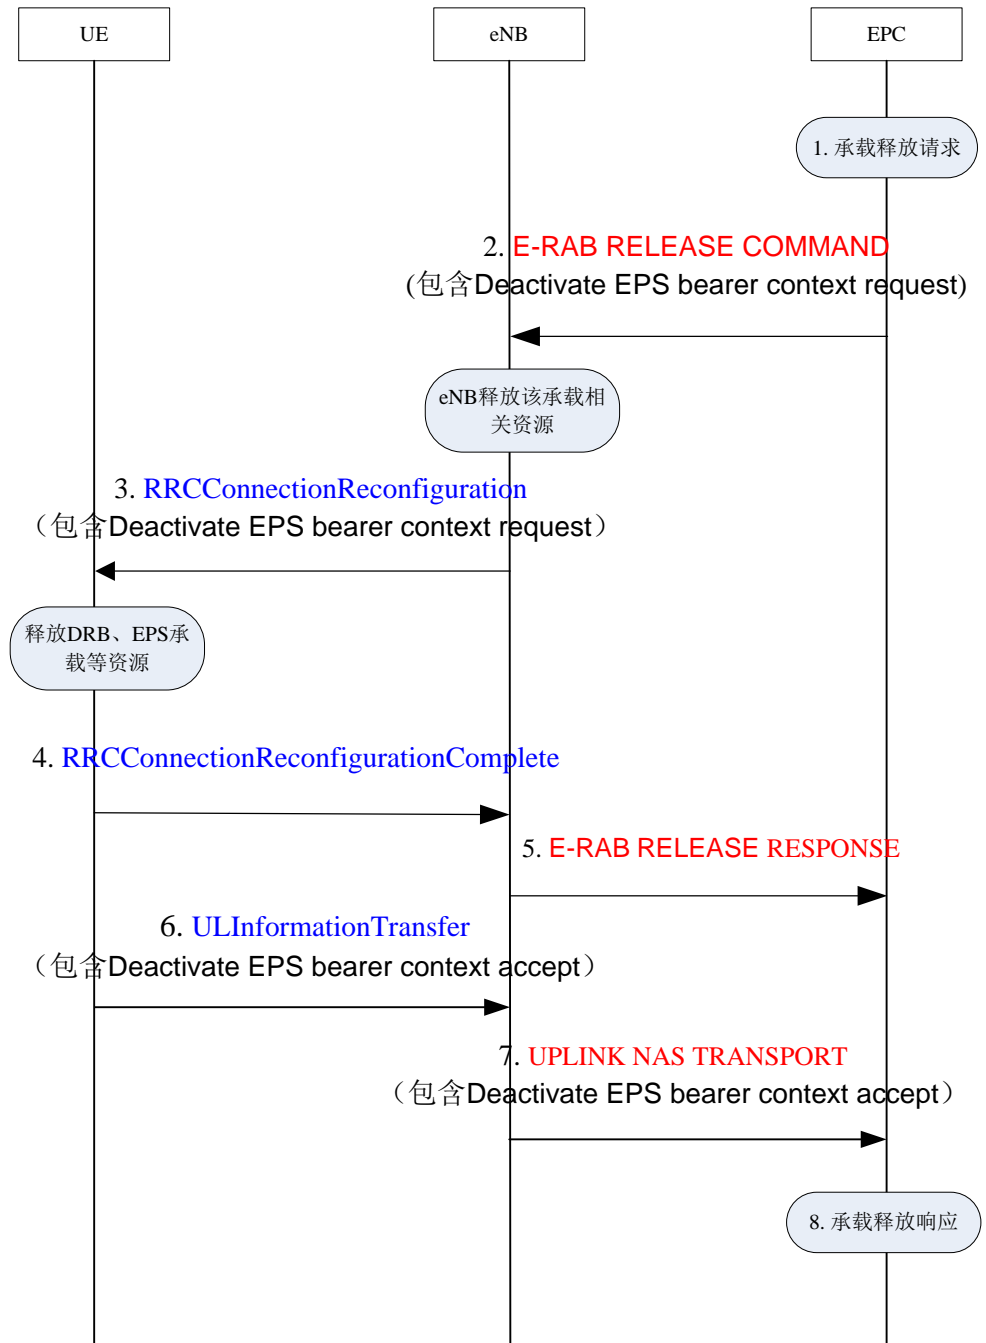 UE
eNB
EPC
1. 承载释放请求
2. E-RAB RELEASE COMMAND
(包含Deactivate EPS bearer context request)
eNB释放该承载相
关资源
3. RRCConnectionReconfiguration
（包含Deactivate EPS bearer context request）
释放DRB、EPS承
载等资源
4. RRCConnectionReconfigurationComplete
5. E-RAB RELEASE RESPONSE
6. ULInformationTransfer
（包含Deactivate EPS bearer context accept）
7. UPLINK NAS TRANSPORT
（包含Deactivate EPS bearer context accept）
8. 承载释放响应